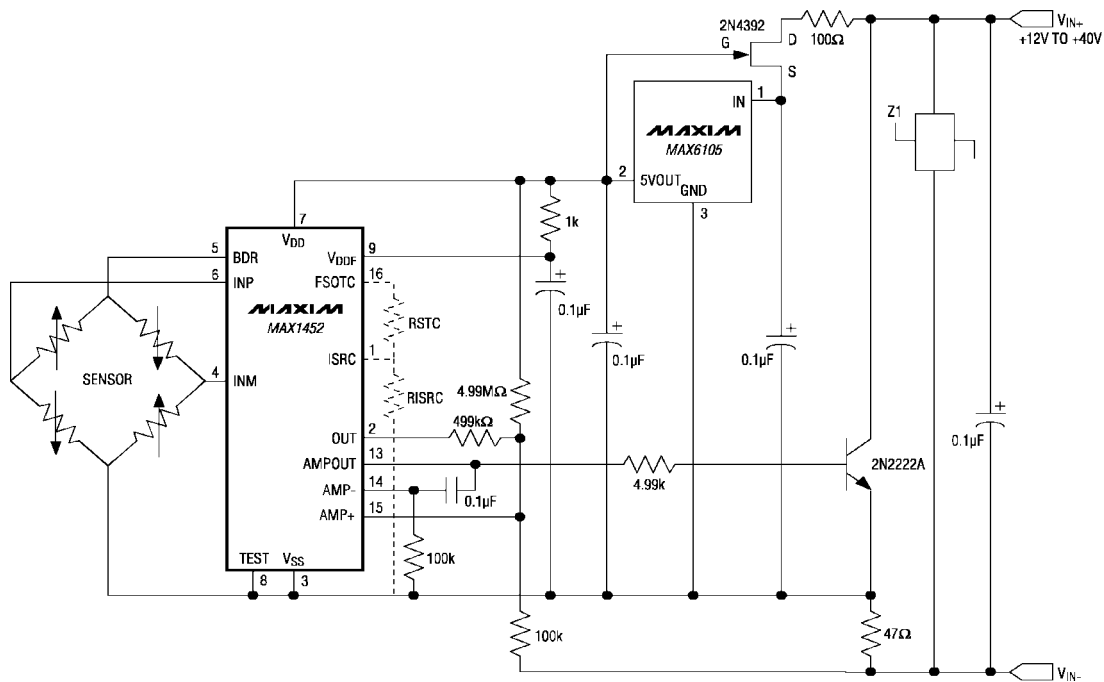 2N4392
G
D
S
100Ω
VIN+
+12V TO +40V
IN
1
MAXIM
MAX6105
2
5VOUT
GND
3
Z1
7
VDD
1k
5
BDR
VDDF
9
6
INP
FSOTC
16
MAXIM
MAX1452
0.1µF
RSTC
0.1µF
0.1µF
ISRC
1
SENSOR
4
INM
RISRC
4.99MΩ
499kΩ
0.1µF
OUT
2
AMPOUT
13
2N2222A
AMP-
14
0.1µF
4.99k
AMP+
15
100k
TEST
VSS
8
3
100k
47Ω
VIN-